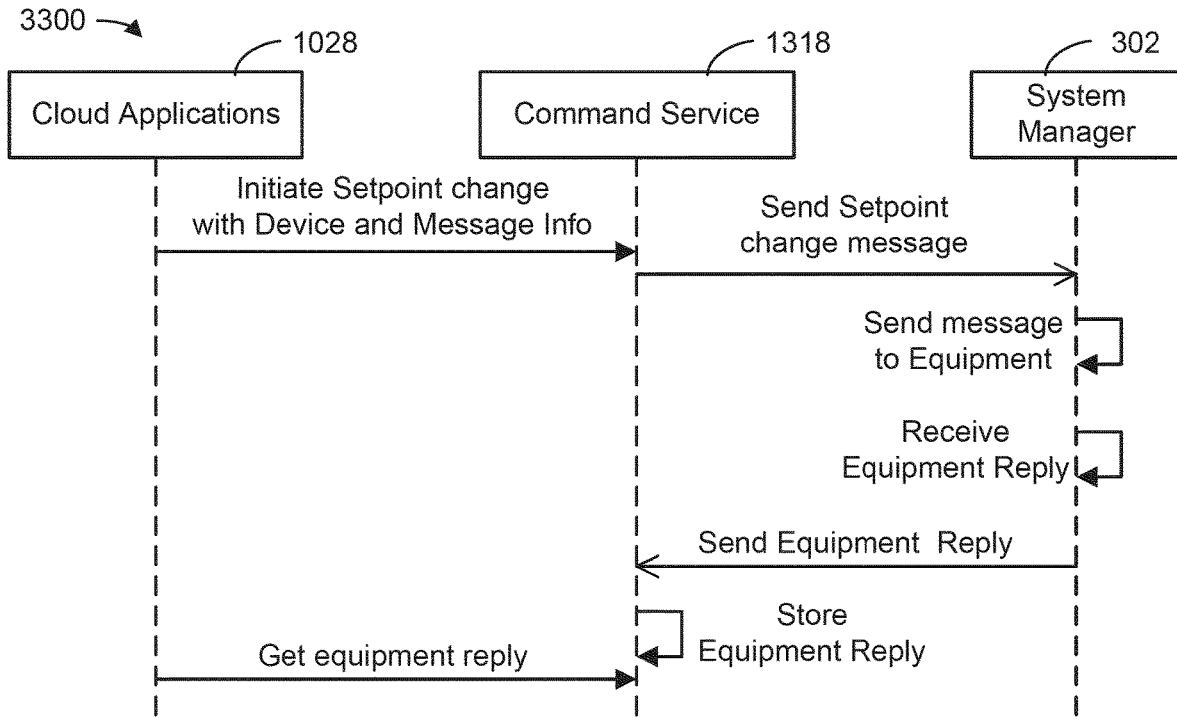 3300
1028
1318
302
Cloud Applications
Command Service
System
Manager
Initiate Setpoint change
with Device and Message Info
Send Setpoint
change message
Send message
to Equipment
Receive
Equipment Reply
Send Equipment Reply
Store
Equipment Reply
Get equipment reply